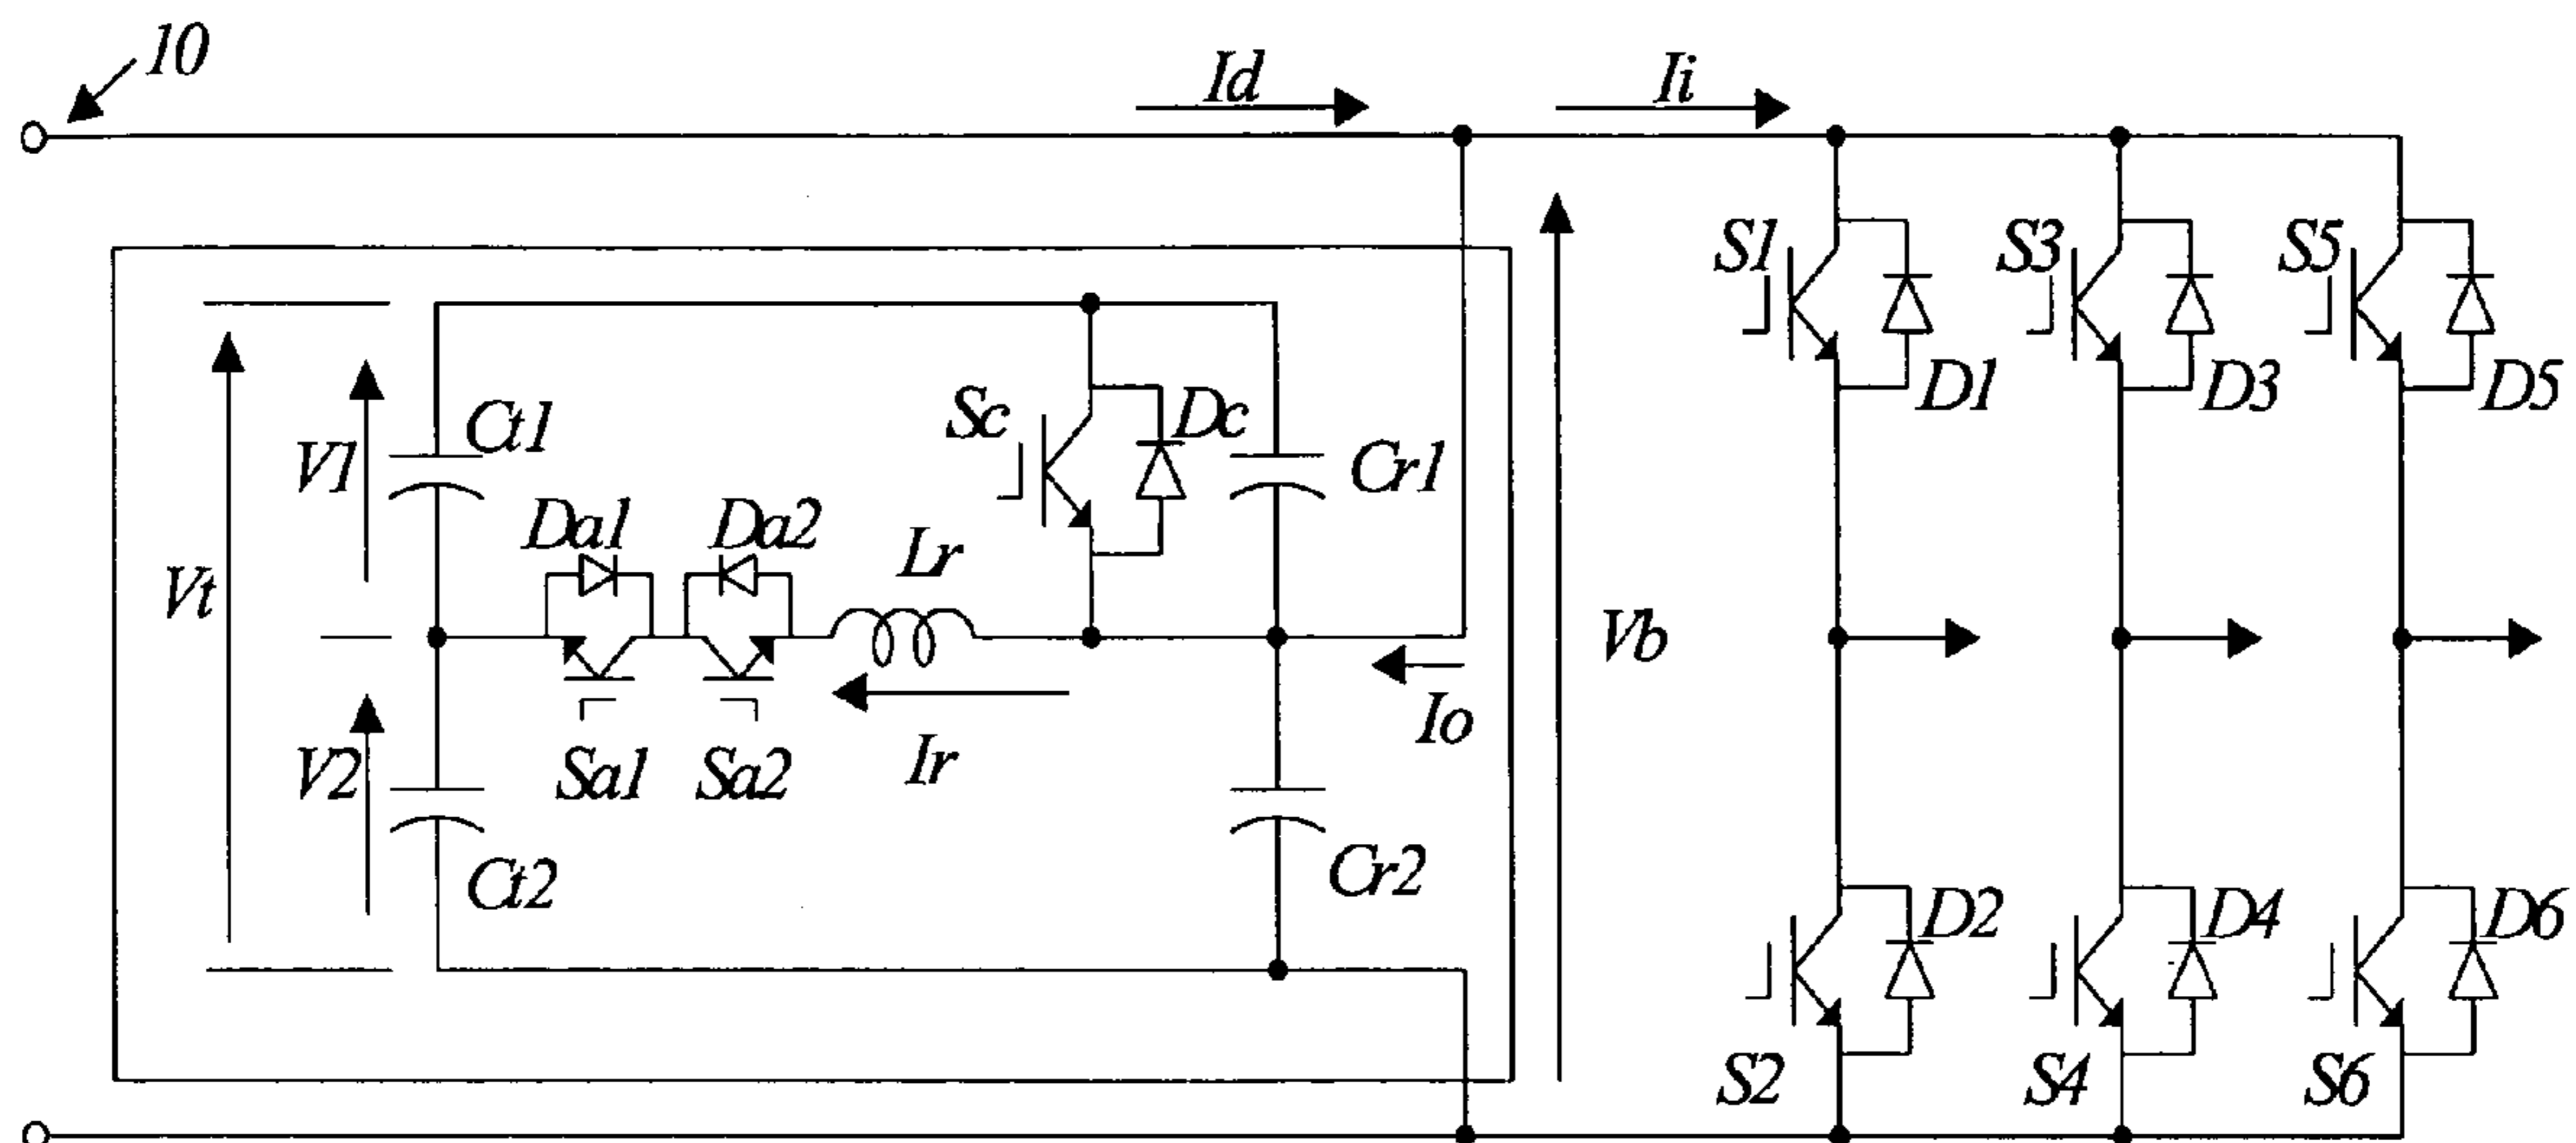 10
Id
Ii
S1
S3
S5
D1
D3
D5
Ct1
V1
Sc
Dc
Cr1
Da1
Da2
Lr
Vt
Vb
Io
V2
Sa1
Sa2
Ir
Ct2
Cr2
D2
D4
D6
S2
S4
S6